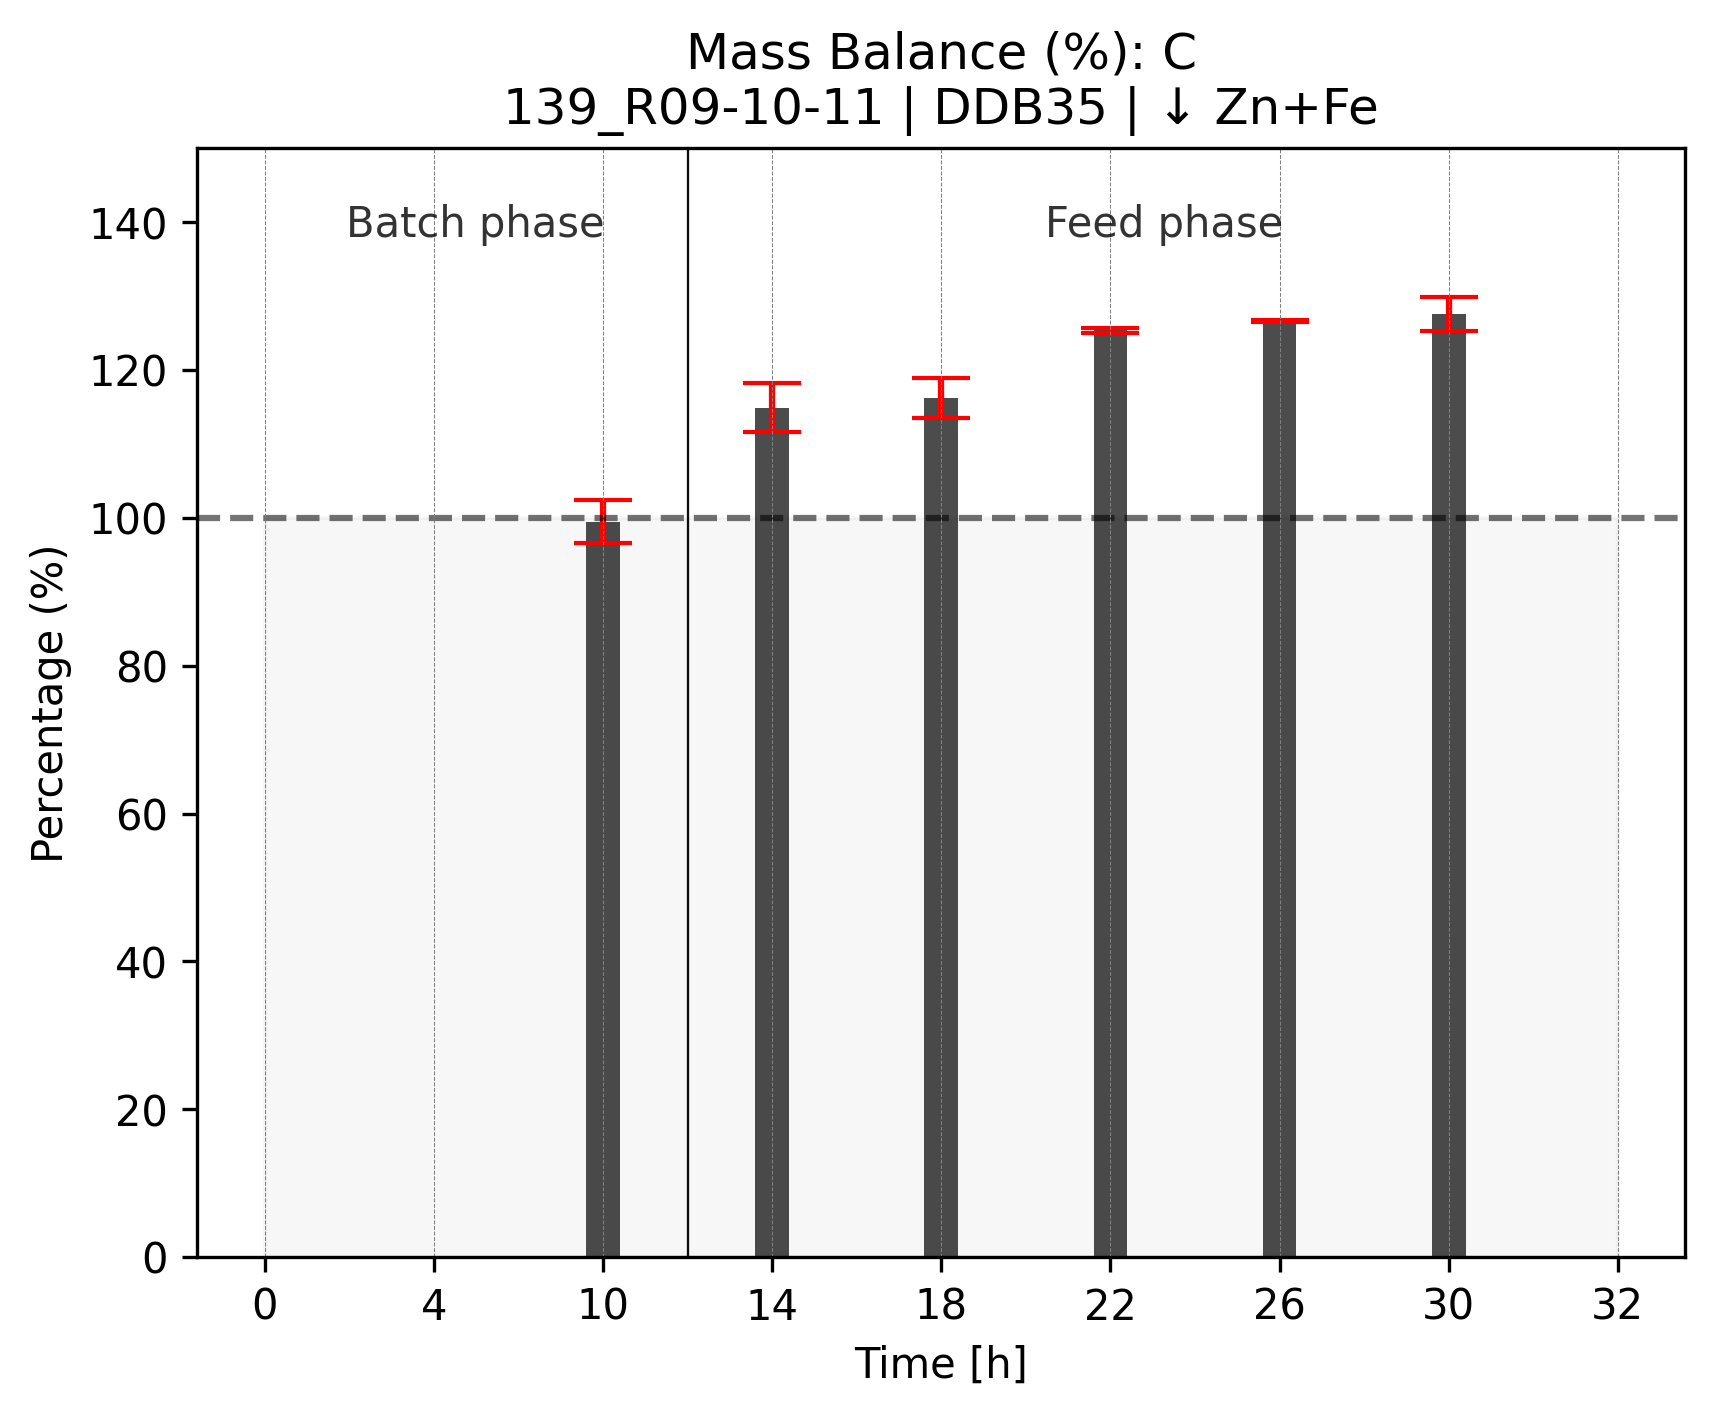 Mass Balance (%): C
139_R09-10-11 | DDB35 | ↓ Zn+Fe
Batch phase
Feed phase
140
120
100
80
60
40
20
0
Percentage (%)
0 4 10 14 18 22 26 30 32
Time [h]